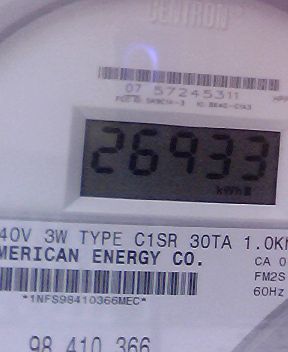 CENTRON®
07 57245311
26933
kWh
40V 3W TYPE C1SR 30TA 1.0Kh
MERICAN ENERGY CO.
CA 0
FM2S
*1NFS98410366MEC*
60Hz
98 410 366